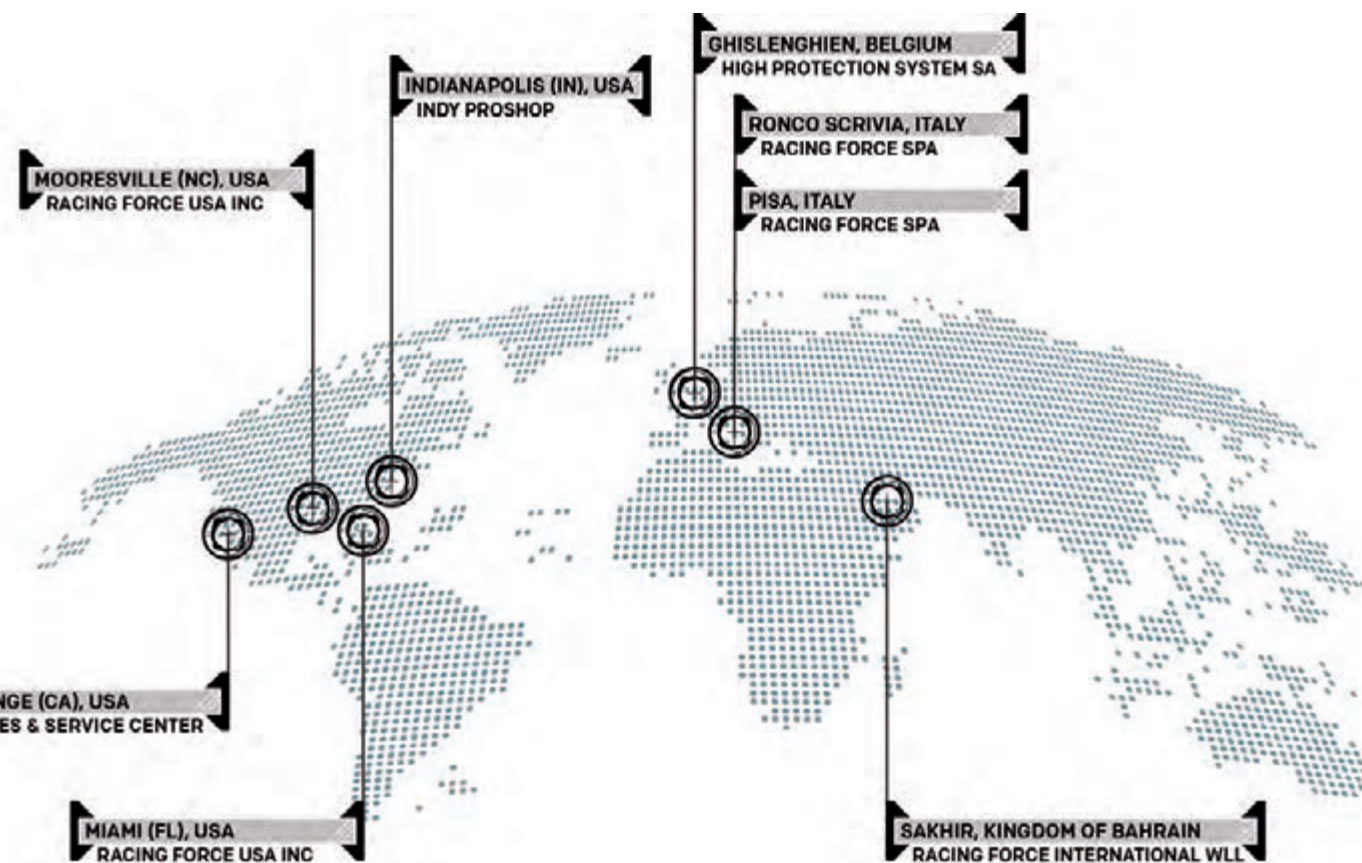 GHISLENGHIEN, BELGIUM
HIGH PROTECTION SYSTEM SA
INDIANAPOLIS (IN), USA
INDY PROSHOP
RONCO SCRIVIA, ITALY
RACING FORCE SPA
MOORESVILLE (NC), USA
RACING FORCE USA INC
PISA, ITALY
RACING FORCE SPA
NGE (CA), USA
ES & SERVICE CENTER
MIAMI (FL), USA
RACING FORCE USA INC
SAKHIR, KINGDOM OF BAHRAIN
RACING FORCE INTERNATIONAL WLL